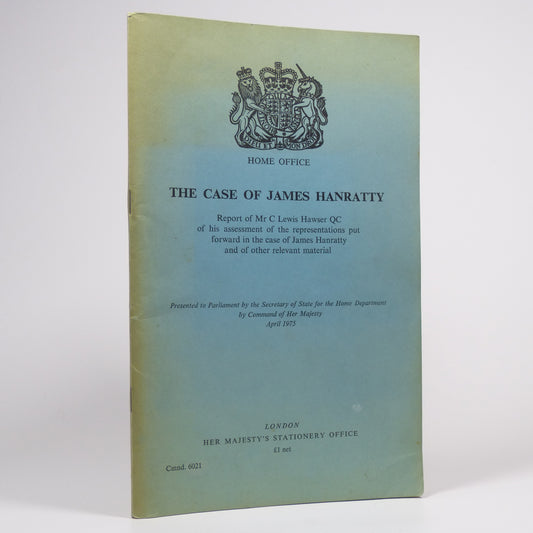 HOME OFFICE
THE CASE OF JAMES HANRATTY
Report of Mr C Lewis Hawser QC
of his assessment of the representations put
forward in the case of James Hanratty
and of other relevant material
Presented to Parliament by the Secretary of State for the Home Department
by Command of Her Majesty
April 1975
LONDON
HER MAJESTY'S STATIONERY OFFICE
£1 net
Cmnd. 6021